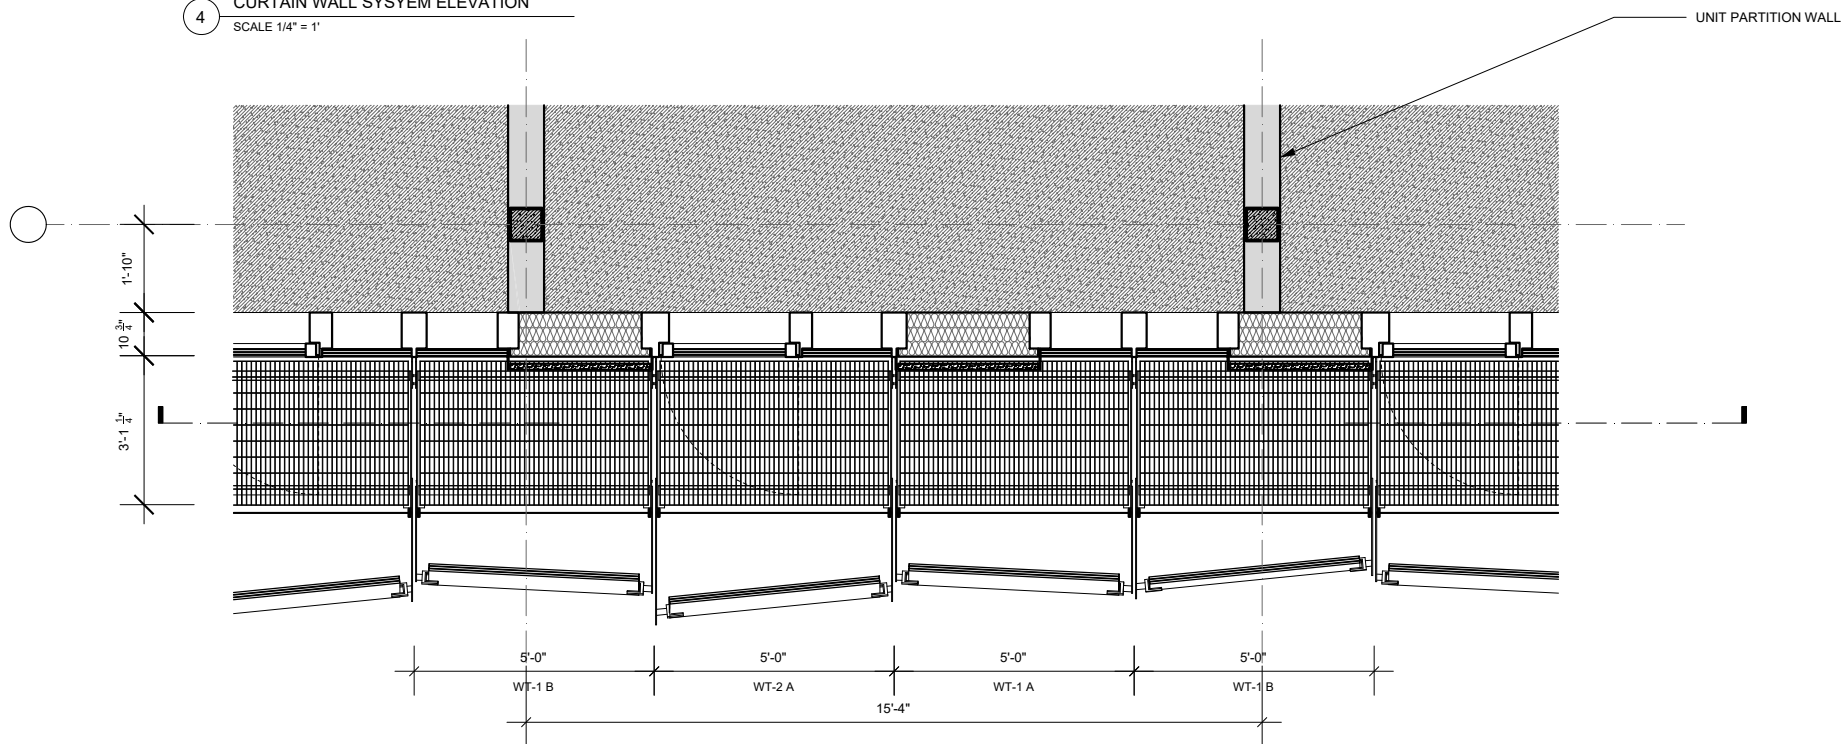 CURTAIN WALL SYSYEM ELEVATION
4
SCALE 1/4" = 1'
UNIT PARTITION WALL
1'-10"
10 3/4"
3'-1 1/4"
5'-0" 5'-0" 5'-0" 5'-0"
WT-1 B WT-2 A WT-1 A WT-1 B
15'-4"